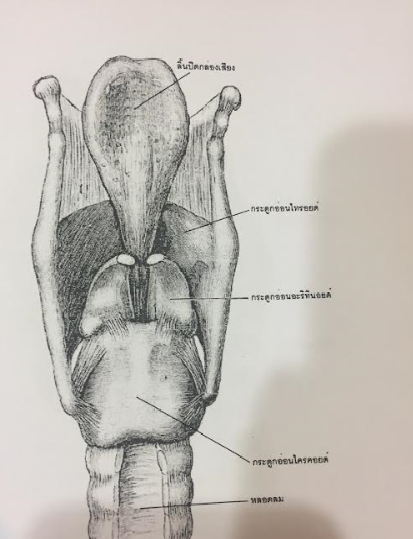 ลิ้นปิดกล่องเสียง
กระดูกอ่อนไทรอยด์
กระดูกอ่อนอะริทีนอยด์
กระดูกอ่อนไครคอยด์
หลอดลม